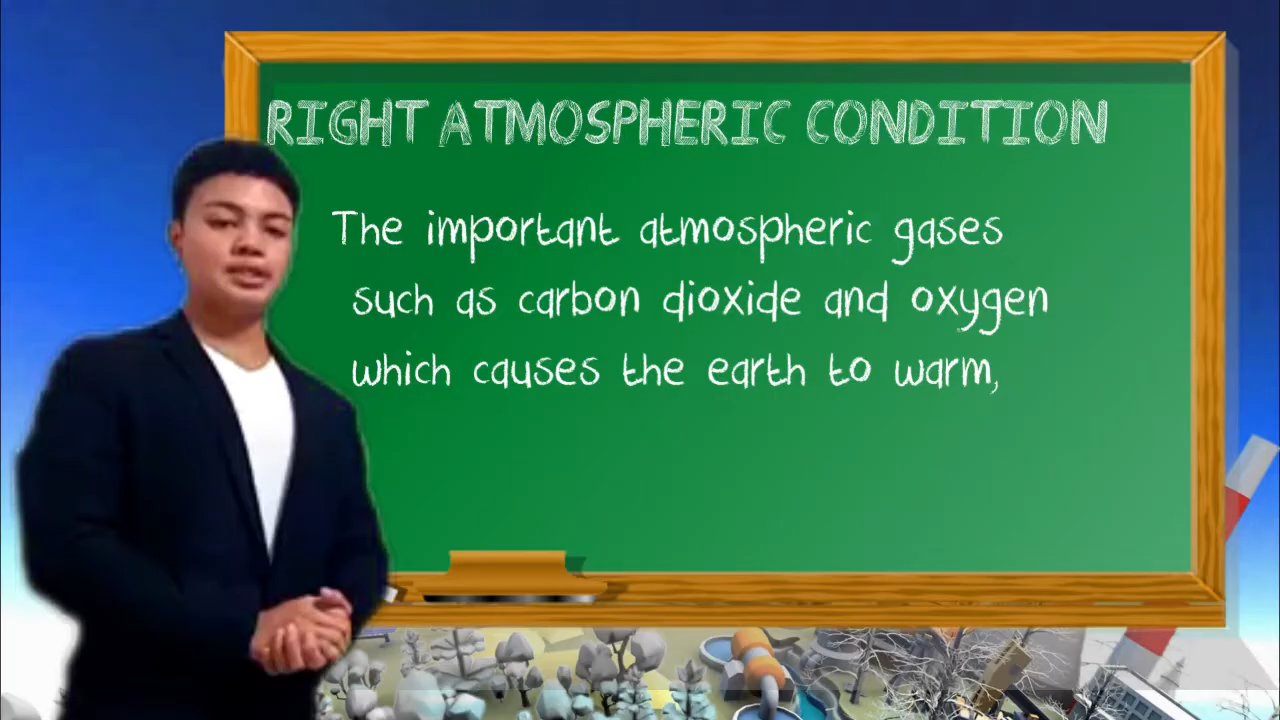 RIGHT ATMOSPHERIC CONDITION
The important atmospheric gases
such as carbon dioxide and oxygen
which causes the earth to warm,